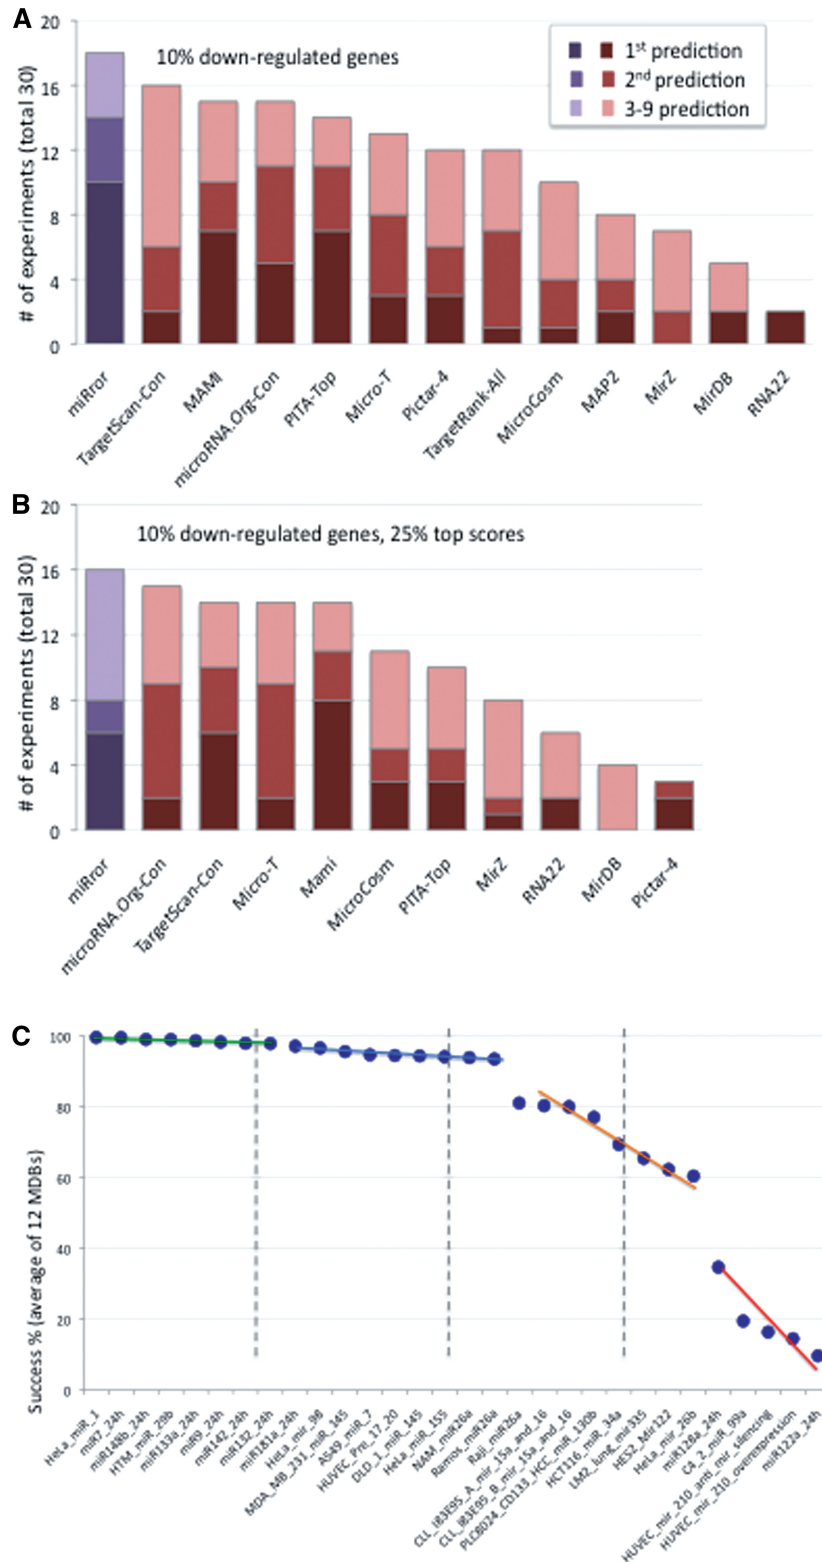 A
20
16
12
8
4
0
# of experiments (total 30)
10% down-regulated genes
1st prediction
2nd prediction
3-9 prediction
miRror
TargetScan-Con
MAMI
microRNA.Org-Con
PITA-Top
Micro-T
Pictar-4
TargetRank-All
MicroCosm
MAP2
MirZ
MirDB
RNA22
B
20
16
12
8
4
0
# of experiments (total 30)
10% down-regulated genes, 25% top scores
miRror
microRNA.Org-Con
TargetScan-Con
Micro-T
Mami
MicroCosm
PITA-Top
MirZ
RNA22
MirDB
Pictar-4
C
100
80
60
40
20
0
Success % (average of 12 MDBs)
HeLa_miR_1
miR7_24h
miR148b_24h
HTM_miR_29b
miR133a_24h
miR9_24h
miR142_24h
miR132_24h
miR181a_24h
HeLa_mir_98
MDA_MB_231_miR_145
A549_miR_7
HUVEC_Pri_17_20
DLD_1_miR_145
HeLa_miR_155
NAM_miR26a
Ramos_miR26a
Raji_miR26a
CLL_I83E95_A_mir_15a_and_16
CLL_I83E95_B_mir_15a_and_16
PLC8024_CD133_HCC_miR_130b
HCT116_miR_34a
LM2_lung_mir335
HES2_Mir122
HeLa_mir_26b
miR128a_24h
C4_2_miR_99a
HUVEC_mir_210_anti_mir_silencing
HUVEC_mir_210_overexpression
miR122a_24h